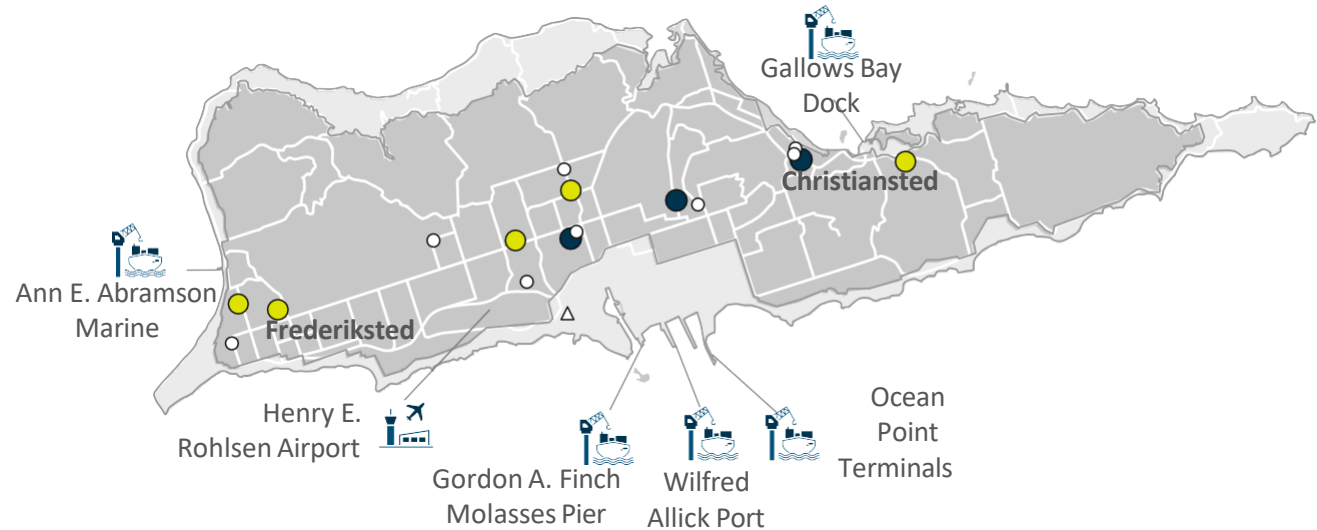 Gallows Bay
Dock
Christiansted
Ann E. Abramson
Marine
Frederiksted
Henry E.
Rohlsen Airport
Gordon A. Finch
Molasses Pier
Wilfred
Allick Port
Ocean
Point
Terminals